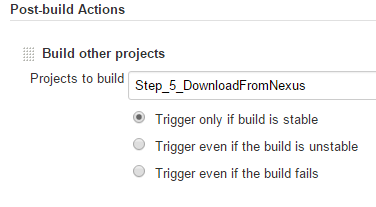 Post-build Actions
Build other projects
Projects to build Step_5_DownloadFromNexus
Trigger only if build is stable
Trigger even if the build is unstable
Trigger even if the build fails